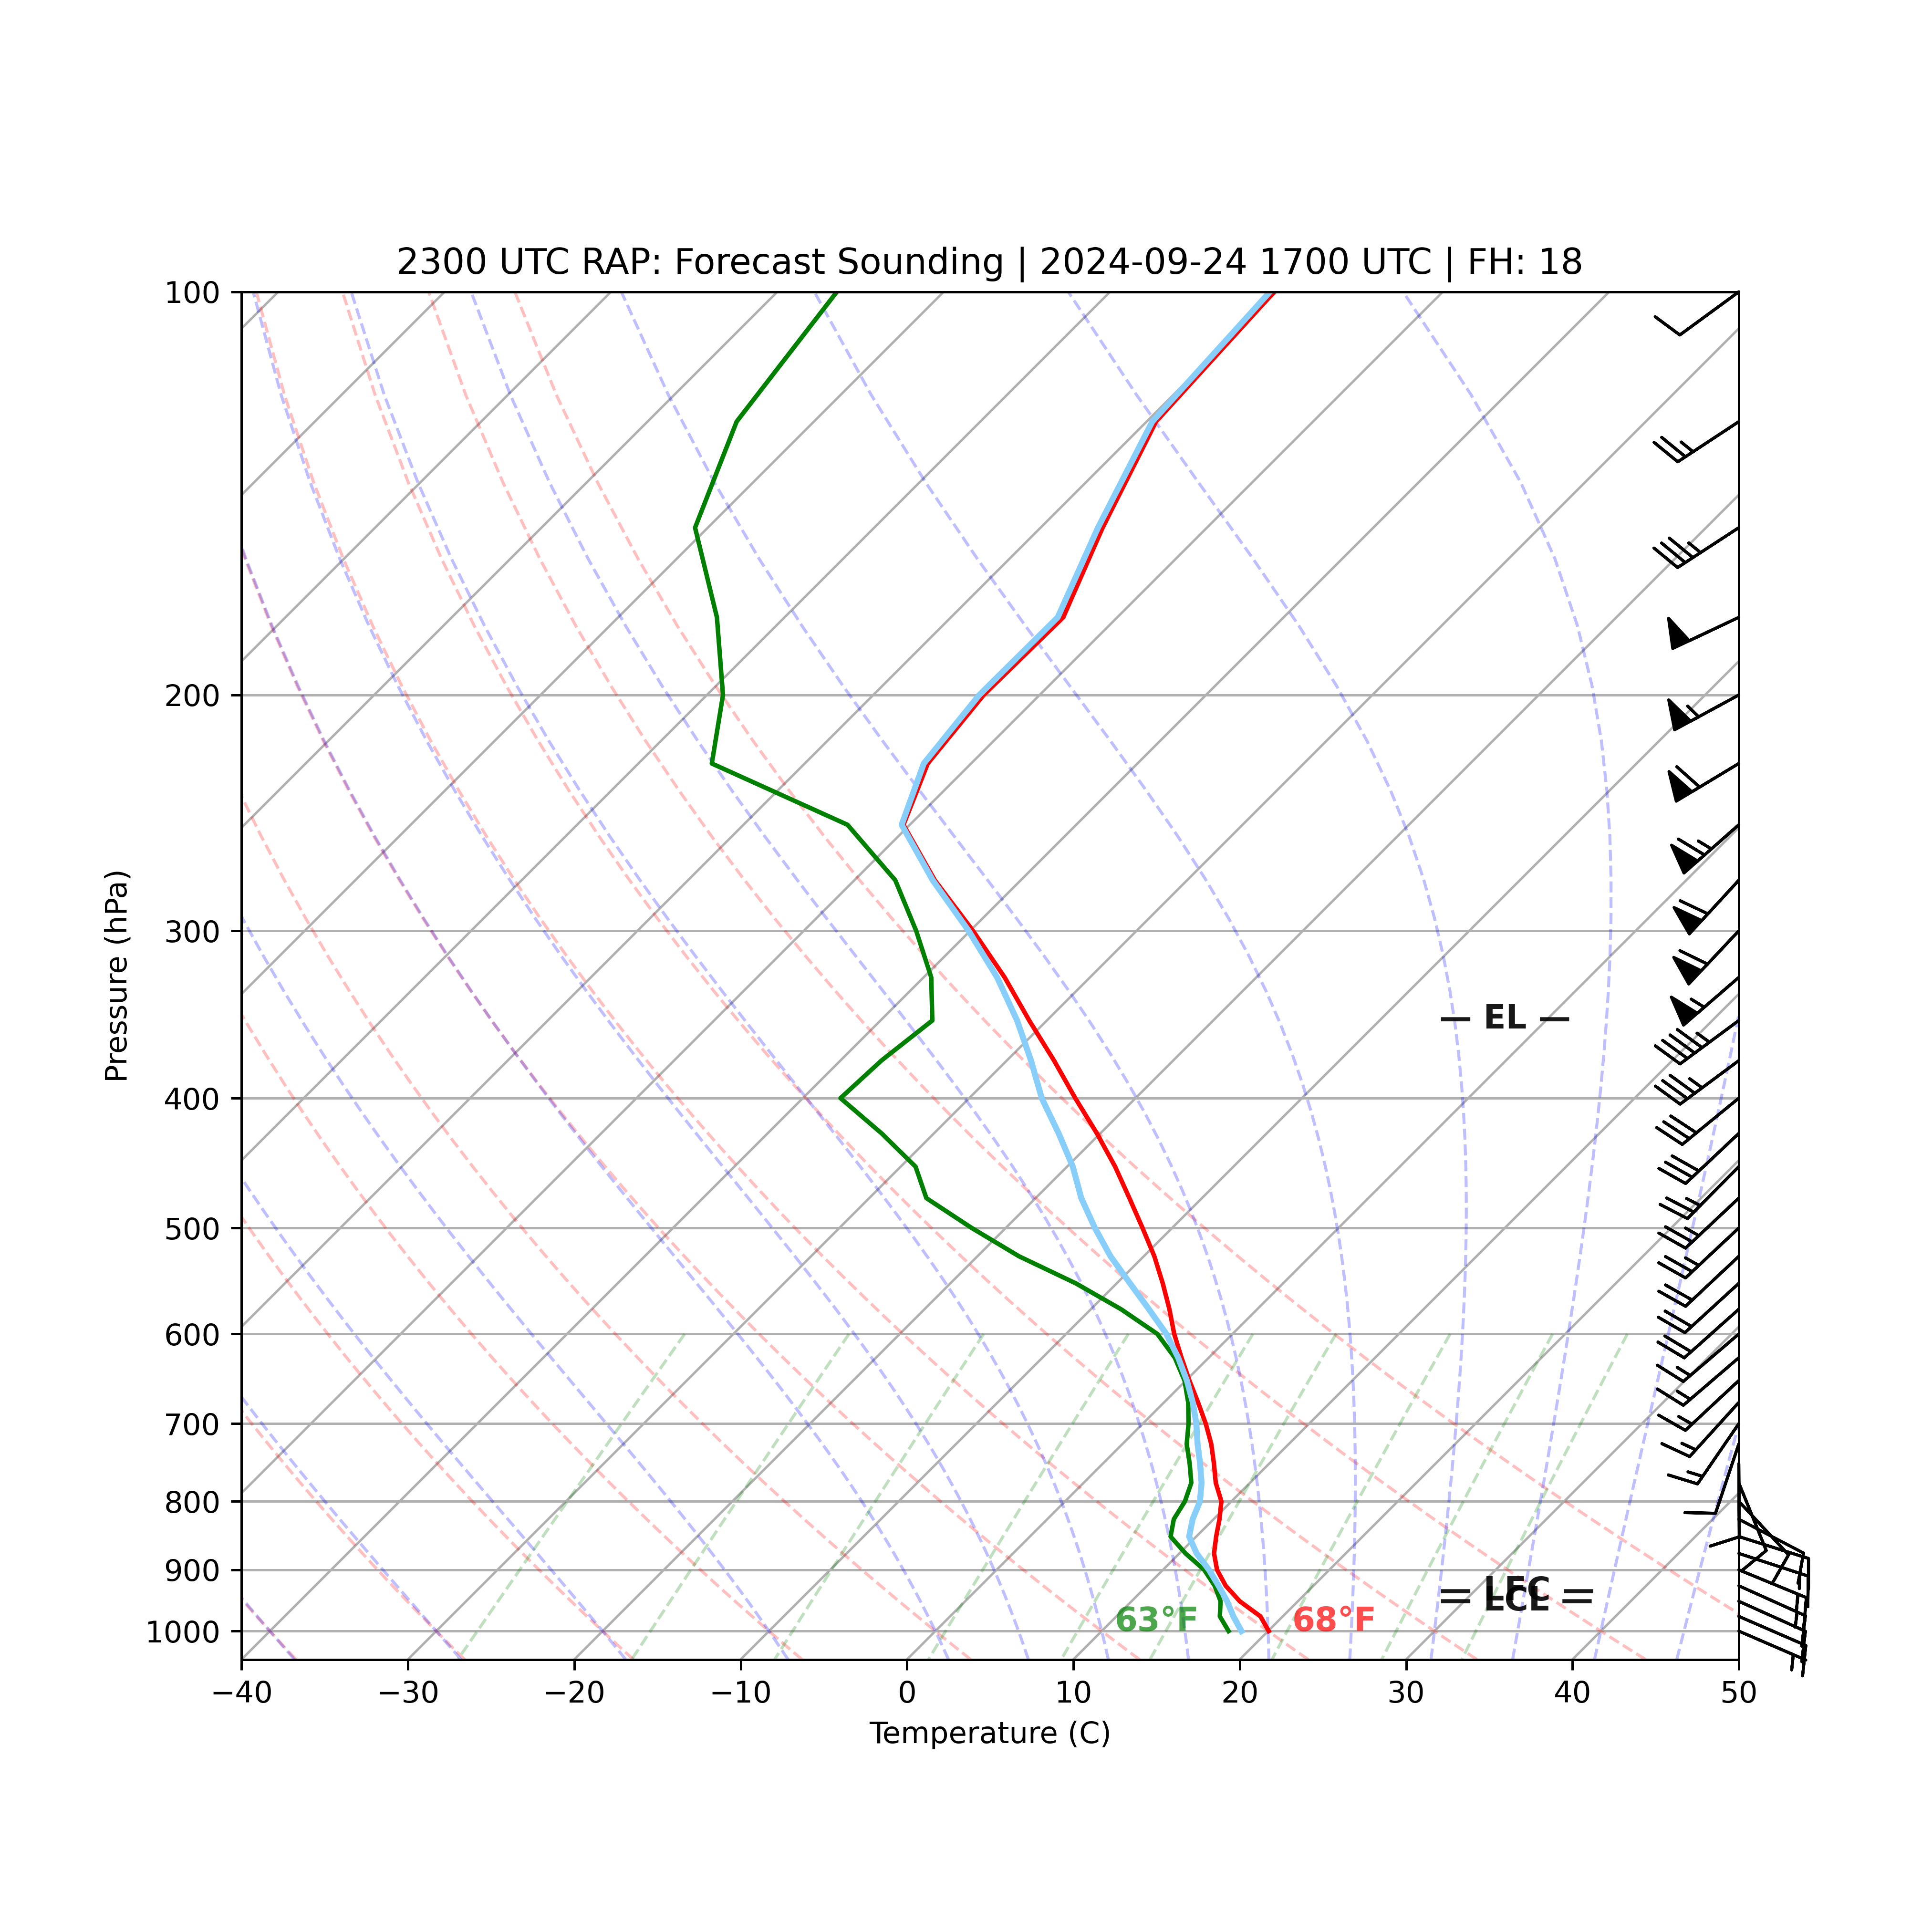 2300 UTC RAP: Forecast Sounding | 2024-09-24 1700 UTC | FH: 18
100
200
300
400
500
600
700
800
900
1000
Pressure (hPa)
— EL —
— LFC —
— LCL —
63°F
68°F
−40 −30 −20 −10 0 10 20 30 40 50
Temperature (C)